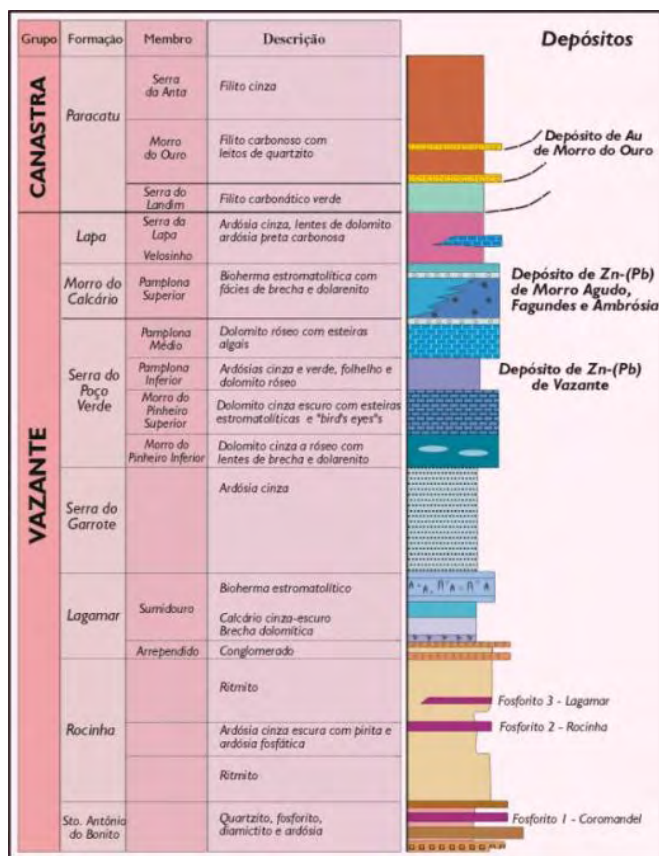 Grupo Formação Membro Descrição Depósitos
CANASTRA
Paracatu
Serra
da Anta
Filito cinza
Morro
do Ouro
Filito carbonoso com
leitos de quartzito
Depósito de Au
de Morro do Ouro
Serra do
Landim
Filito carbonático verde
VAZANTE
Lapa
Serra da
Lapa
Velosinho
Ardósia cinza, lentes de dolomito
ardósia preta carbonosa
Morro do
Calcário
Pamplona
Superior
Bioherma estromatolítica com
fácies de brecha e dolarenito
Depósito de Zn-(Pb)
de Morro Agudo,
Fagundes e Ambrósia
Serra do
Poço
Verde
Pamplona
Médio
Dolomito róseo com esteiras
algais
Pamplona
Inferior
Ardósias cinza e verde, folhelho e
dolomito róseo
Depósito de Zn-(Pb)
de Vazante
Morro do
Pinheiro
Superior
Dolomito cinza escuro com esteiras
estromatolíticas e "bird's eyes"s
Morro do
Pinheiro Inferior
Dolomito cinza a róseo com
lentes de brecha e dolarenito
Serra do
Garrote
Ardósia cinza
Lagamar
Sumidouro
Bioherma estromatolítico
Calcário cinza-escuro
Brecha dolomítica
Arrependido
Conglomerado
Rocinha
Ritmito
Fosforito 3 - Lagamar
Ardósia cinza escura com pirita e
ardósia fosfática
Fosforito 2 - Rocinha
Ritmito
Sto. Antônia
do Bonito
Quartzito, fosforito,
diamictito e ardósia
Fosforito 1 - Coromandel